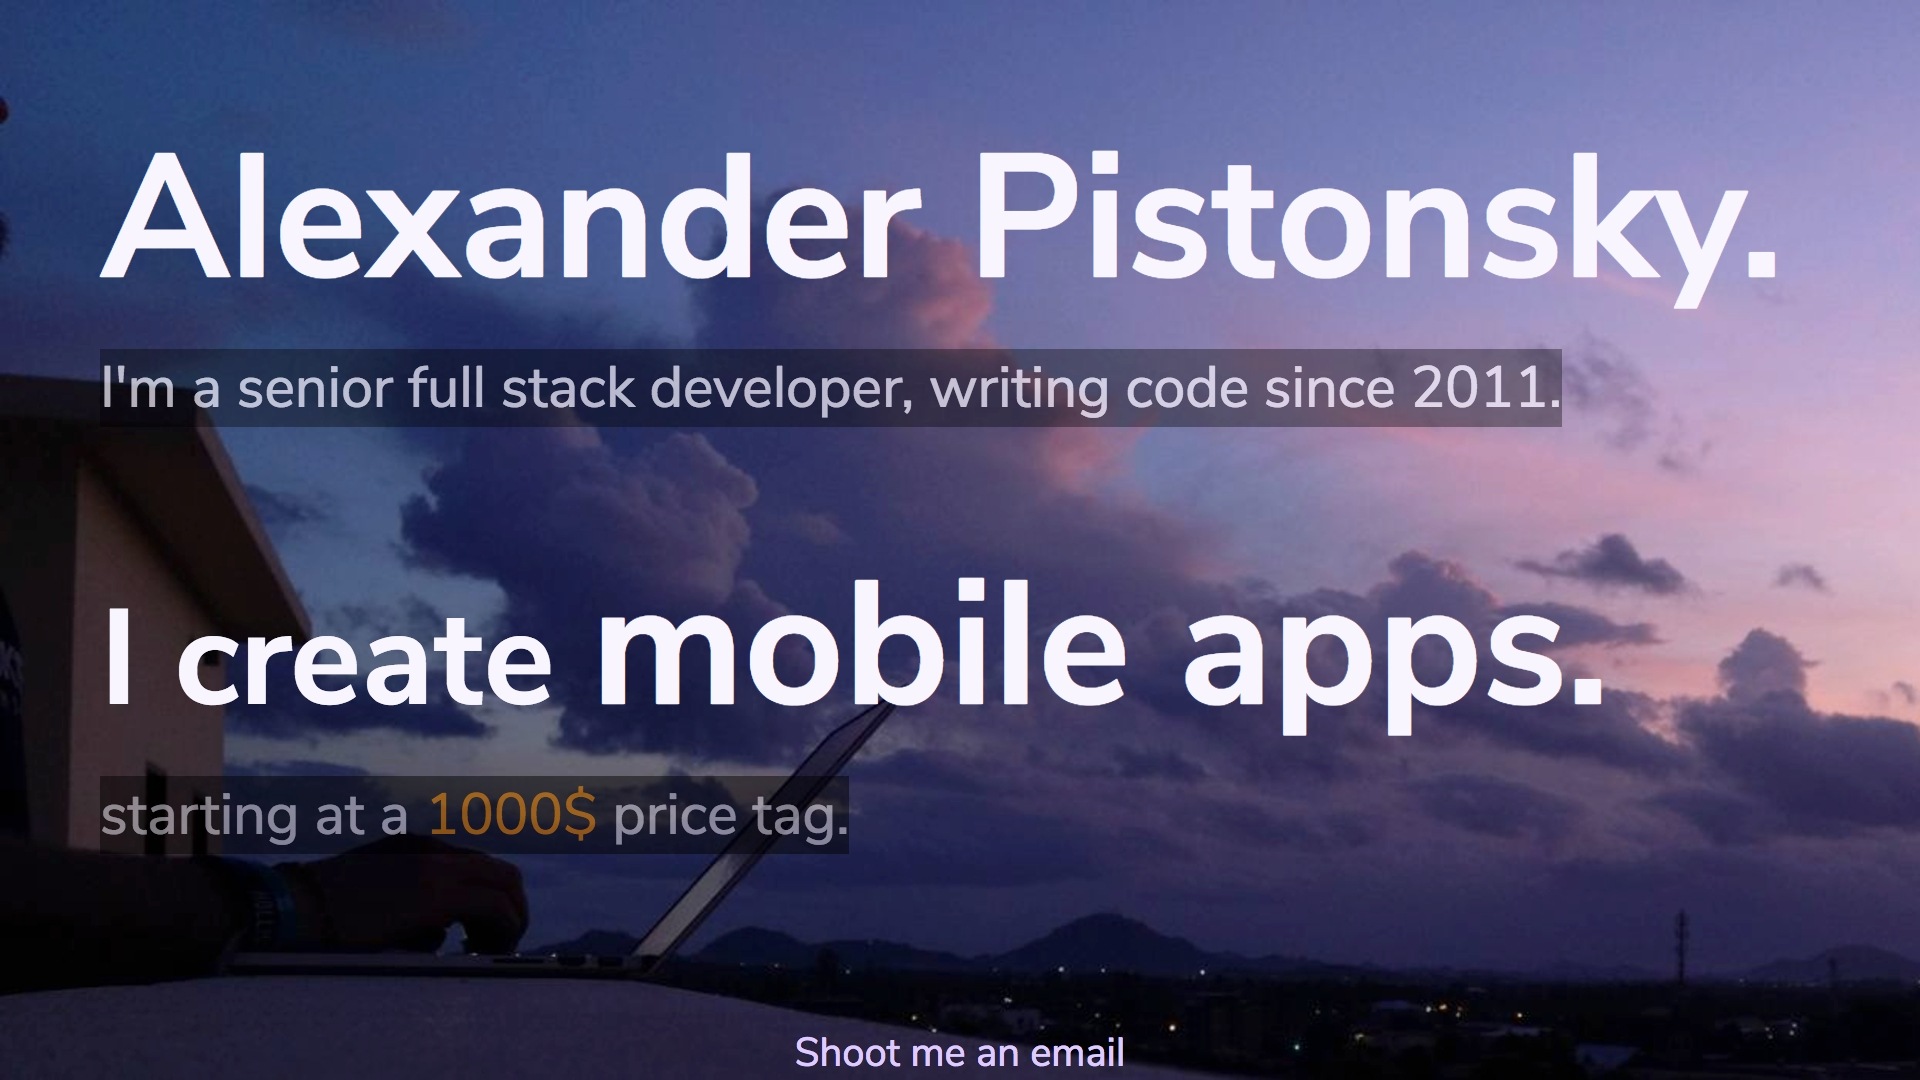 Alexander Pistonsky.
I'm a senior full stack developer, writing code since 2011.
I create mobile apps.
starting at a 1000$ price tag.
Shoot me an email